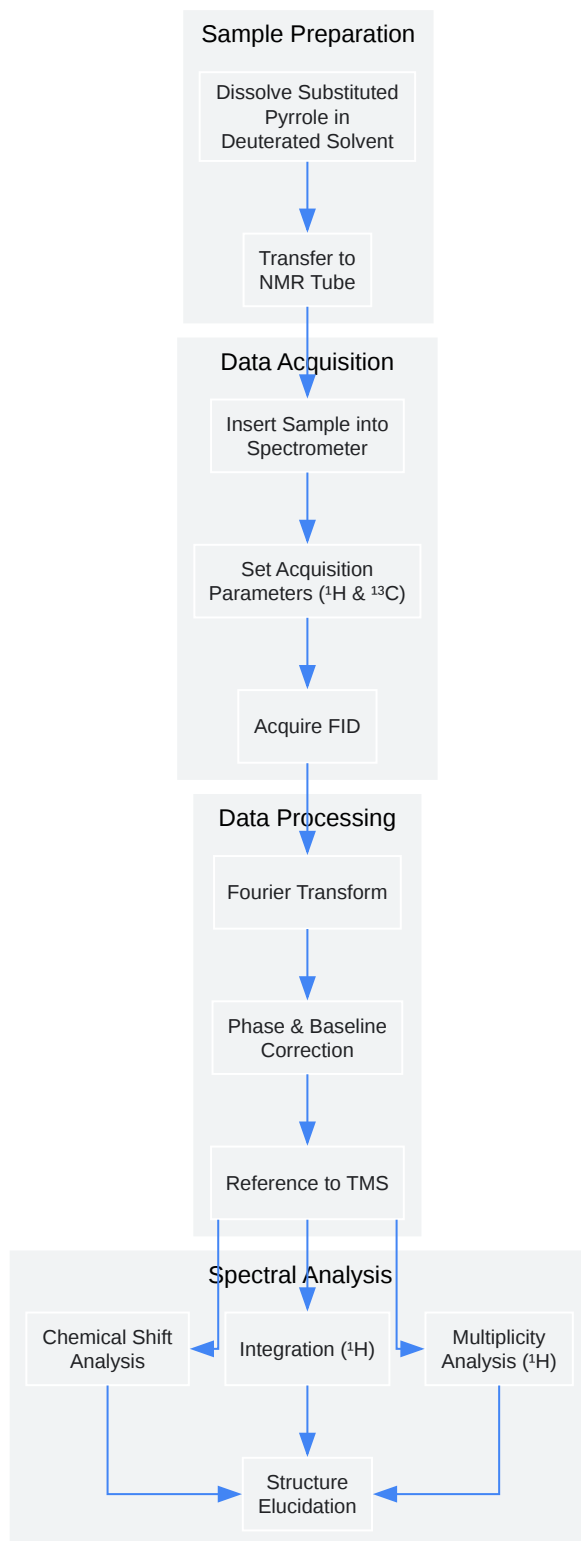 Sample Preparation
Dissolve Substituted
Pyrrole in
Deuterated Solvent
Transfer to
NMR Tube
Data Acquisition
Insert Sample into
Spectrometer
Set Acquisition
Parameters (¹H & ¹³C)
Acquire FID
Data Processing
Fourier Transform
Phase & Baseline
Correction
Reference to TMS
Spectral Analysis
Chemical Shift
Analysis
Integration (¹H)
Multiplicity
Analysis (¹H)
Structure
Elucidation